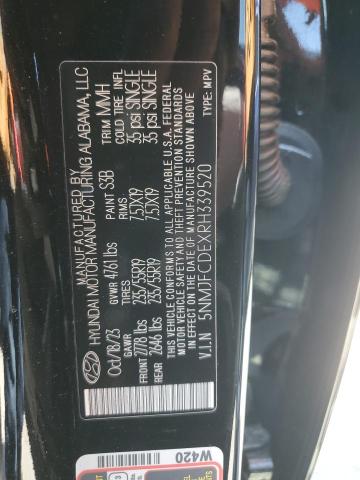 MANUFACTURED BY
HYUNDAI MOTOR MANUFACTURING ALABAMA, LLC
Oct/18/23 GVWR 4761 lbs PAINT S3B TRIM MMH
GAWR TIRES RIMS COLD TIRE INFL
FRONT 2778 lbs 235/55R19 7.5JX19 35 psi SINGLE
REAR 2646 lbs 235/55R19 7.5JX19 35 psi SINGLE
THIS VEHICLE CONFORMS TO ALL APPLICABLE U.S.A. FEDERAL
MOTOR VEHICLE SAFETY AND THEFT PREVENTION STANDARDS
IN EFFECT ON THE DATE OF MANUFACTURE SHOWN ABOVE.
V.I.N 5NMJFCDEXRH339520 TYPE: MPV
W420